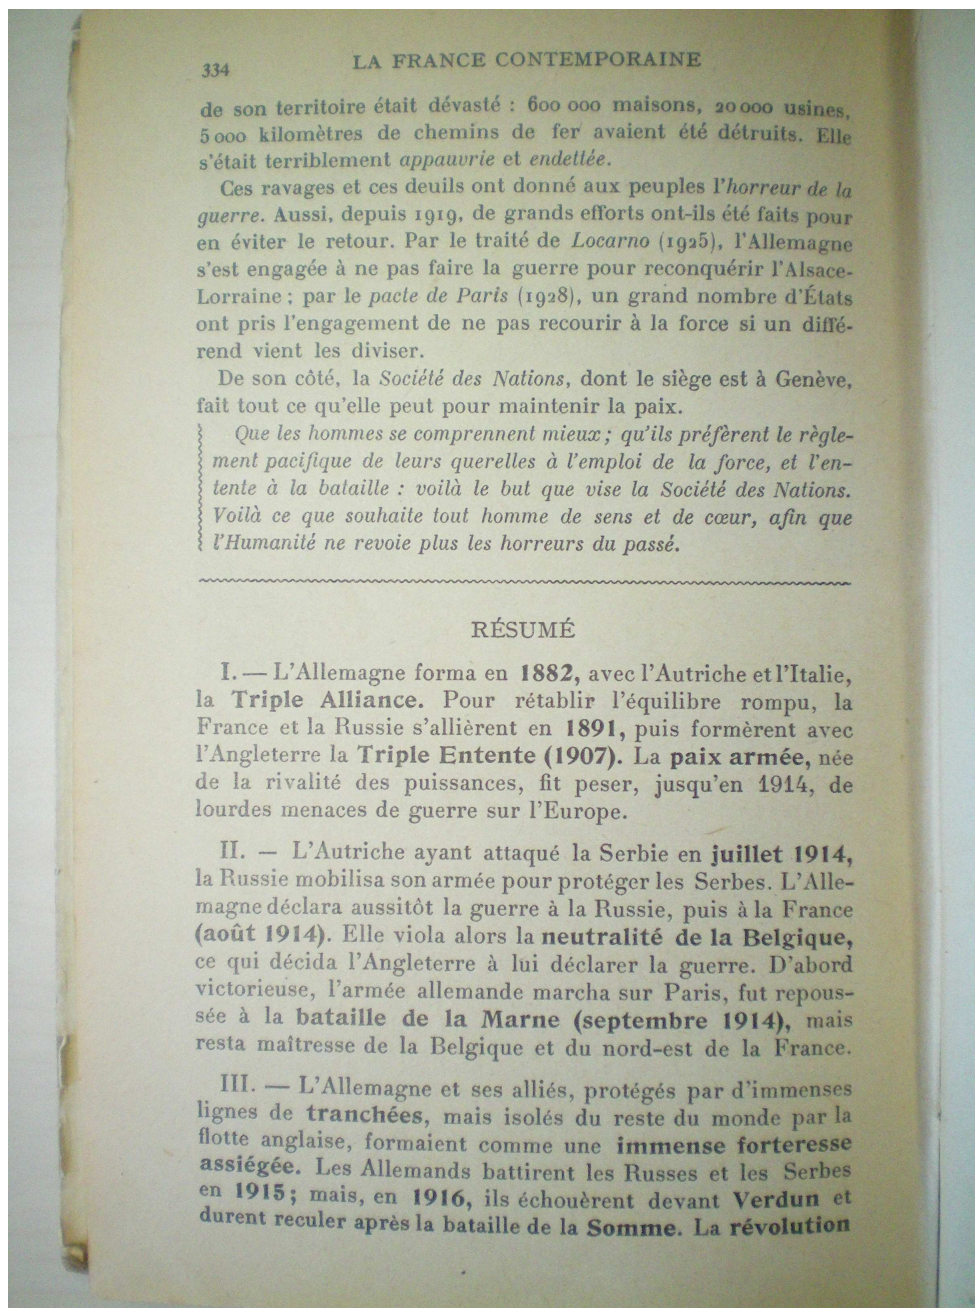 334
LA FRANCE CONTEMPORAINE
de son territoire était dévasté : 600 000 maisons, 20 000 usines,
5 000 kilomètres de chemins de fer avaient été détruits. Elle
s'était terriblement appauvrie et endettée.
Ces ravages et ces deuils ont donné aux peuples l'horreur de la
guerre. Aussi, depuis 1919, de grands efforts ont-ils été faits pour
en éviter le retour. Par le traité de Locarno (1925), l'Allemagne
s'est engagée à ne pas faire la guerre pour reconquérir l'Alsace-
Lorraine ; par le pacte de Paris (1928), un grand nombre d'États
ont pris l'engagement de ne pas recourir à la force si un diffé-
rend vient les diviser.
De son côté, la Société des Nations, dont le siège est à Genève,
fait tout ce qu'elle peut pour maintenir la paix.
Que les hommes se comprennent mieux ; qu'ils préfèrent le règle-
ment pacifique de leurs querelles à l'emploi de la force, et l'en-
tente à la bataille : voilà le but que vise la Société des Nations.
Voilà ce que souhaite tout homme de sens et de cœur, afin que
l'Humanité ne revoie plus les horreurs du passé.
RÉSUMÉ
I. — L'Allemagne forma en 1882, avec l'Autriche et l'Italie,
la Triple Alliance. Pour rétablir l'équilibre rompu, la
France et la Russie s'allièrent en 1891, puis formèrent avec
l'Angleterre la Triple Entente (1907). La paix armée, née
de la rivalité des puissances, fit peser, jusqu'en 1914, de
lourdes menaces de guerre sur l'Europe.
II. — L'Autriche ayant attaqué la Serbie en juillet 1914,
la Russie mobilisa son armée pour protéger les Serbes. L'Alle-
magne déclara aussitôt la guerre à la Russie, puis à la France
(août 1914). Elle viola alors la neutralité de la Belgique,
ce qui décida l'Angleterre à lui déclarer la guerre. D'abord
victorieuse, l'armée allemande marcha sur Paris, fut repous-
sée à la bataille de la Marne (septembre 1914), mais
resta maîtresse de la Belgique et du nord-est de la France.
III. — L'Allemagne et ses alliés, protégés par d'immenses
lignes de tranchées, mais isolés du reste du monde par la
flotte anglaise, formaient comme une immense forteresse
assiégée. Les Allemands battirent les Russes et les Serbes
en 1915 ; mais, en 1916, ils échouèrent devant Verdun et
durent reculer après la bataille de la Somme. La révolution